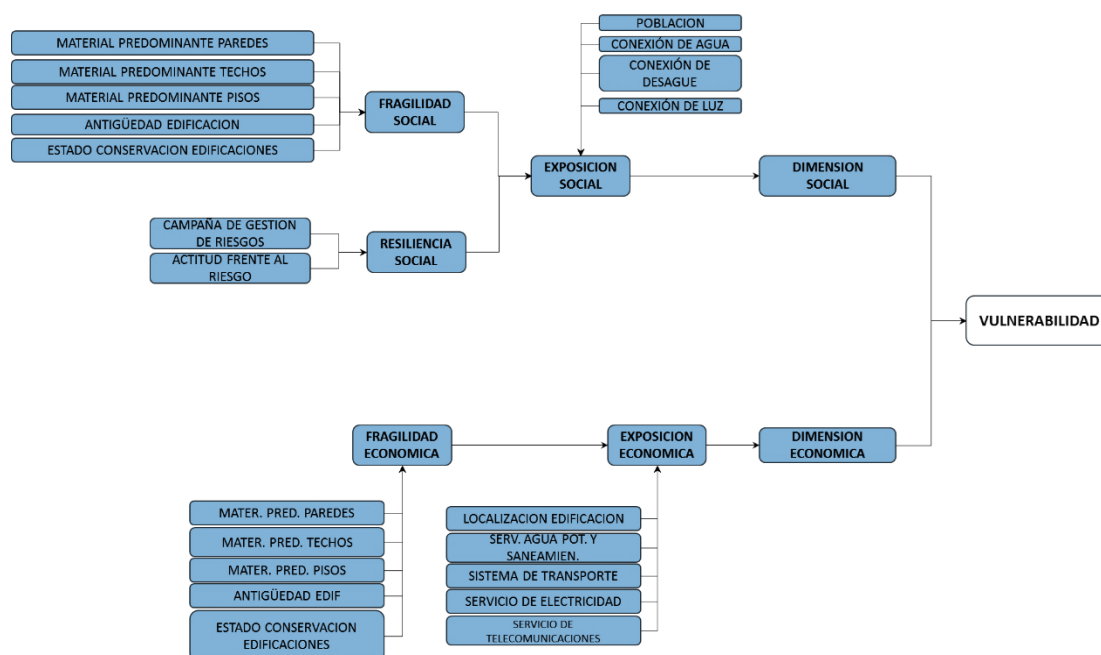 MATERIAL PREDOMINANTE PAREDES
MATERIAL PREDOMINANTE TECHOS
MATERIAL PREDOMINANTE PISOS
ANTIGÜEDAD EDIFICACION
ESTADO CONSERVACION EDIFICACIONES
FRAGILIDAD
SOCIAL
POBLACION
CONEXIÓN DE AGUA
CONEXIÓN DE
DESAGUE
CONEXIÓN DE LUZ
EXPOSICION
SOCIAL
DIMENSION
SOCIAL
CAMPAÑA DE GESTION
DE RIESGOS
ACTITUD FRENTE AL
RIESGO
RESILIENCIA
SOCIAL
VULNERABILIDAD
FRAGILIDAD
ECONOMICA
EXPOSICION
ECONOMICA
DIMENSION
ECONOMICA
MATER. PRED. PAREDES
MATER. PRED. TECHOS
MATER. PRED. PISOS
ANTIGÜEDAD EDIF
ESTADO CONSERVACION
EDIFICACIONES
LOCALIZACION EDIFICACION
SERV. AGUA POT. Y
SANEAMIEN.
SISTEMA DE TRANSPORTE
SERVICIO DE ELECTRICIDAD
SERVICIO DE
TELECOMUNICACIONES